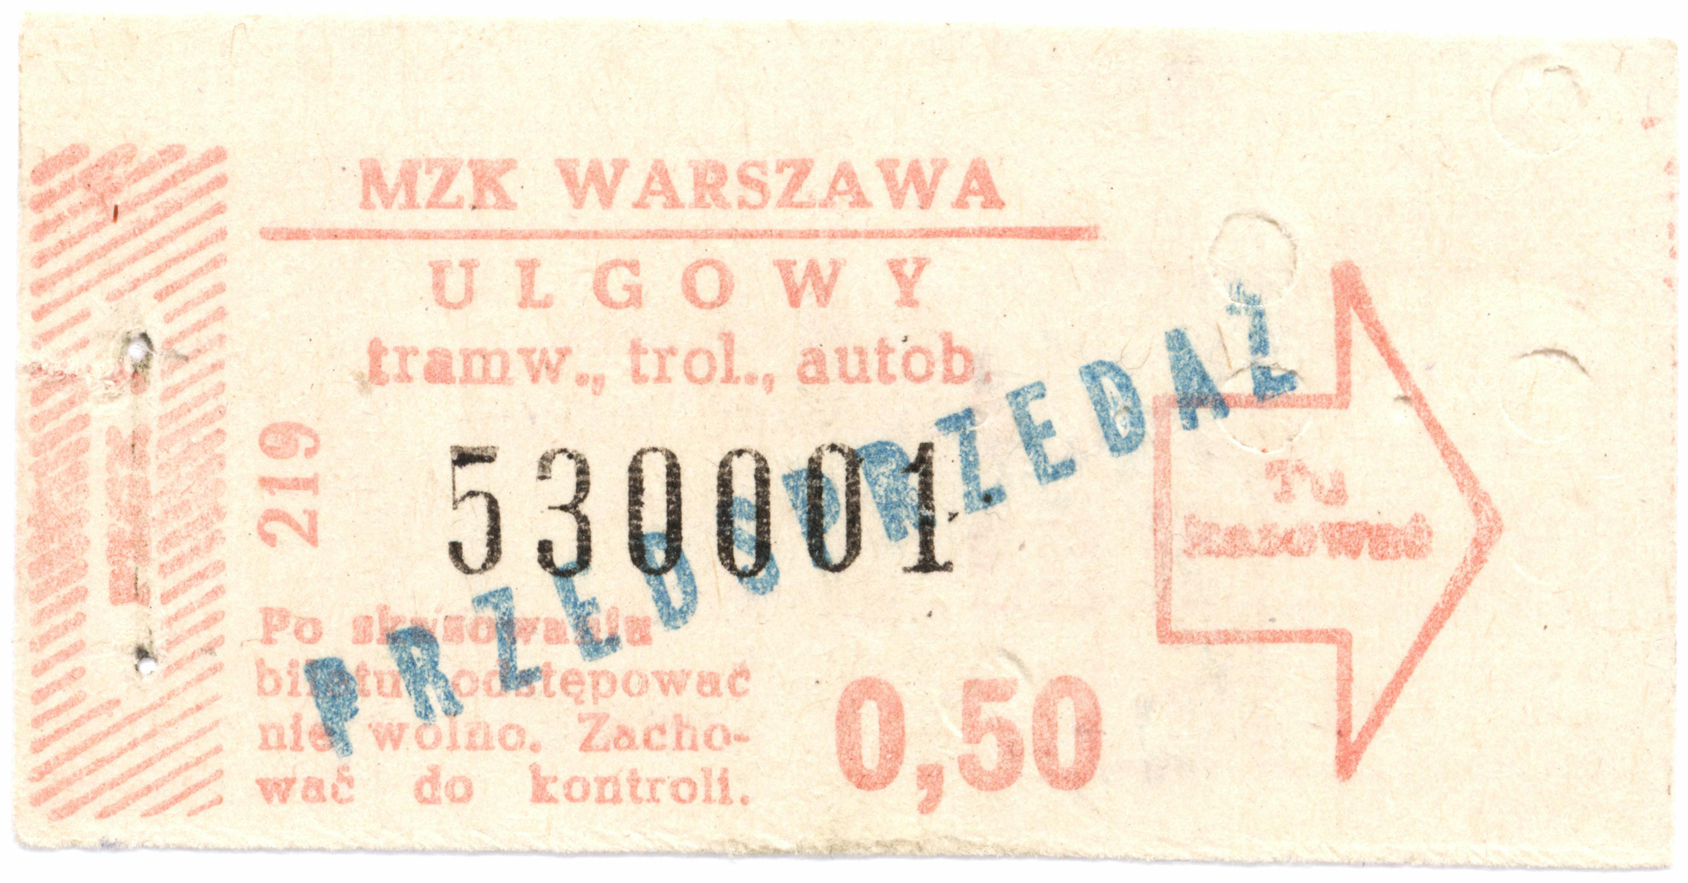 MZK WARSZAWA
ULGOWY
tramw., trol., autob.
219
530001
PRZEDSPRZEDAŻ
Po skasowaniu
biletu odstępować
nie wolno. Zacho-
wać do kontroli.
0,50
Tu
kasować